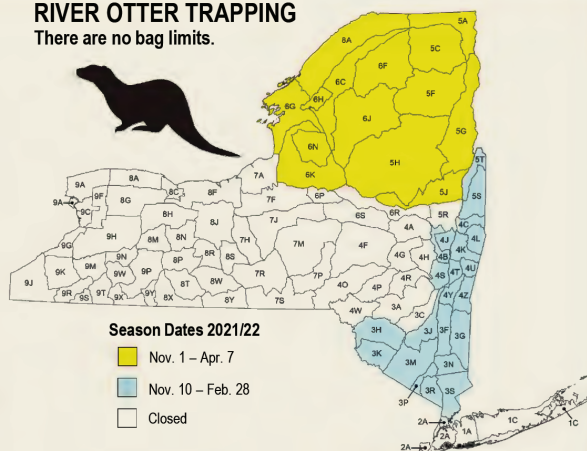 RIVER OTTER TRAPPING
There are no bag limits.
5A
6A
5C
6F
6C
5F
6H
6G
6J
5G
6N
5H
5T
6K
7A
9A
8A
5J
5S
9F
8C
8F
6P
9A
8G
7F
9C
6S
6R
5R
8H
4A
4C
8J
7J
9G
9H
8M
8N
7H
7M
4F
4J
4L
4K
9N
8R
8S
4G
4H
4B
9K
9M
9W
9P
8P
7R
7P
4S
4T
4U
9J
8T
8W
4O
4P
4R
4Y
4Z
9R
9S
9T
9X
9Y
8X
8Y
7S
3A
4W
3C
Season Dates 2021/22
3H
3J
3F
3G
Nov. 1 – Apr. 7
3K
3M
3N
Nov. 10 – Feb. 28
3R
3S
3P
Closed
2A
1C
2A
1A
1C
2A